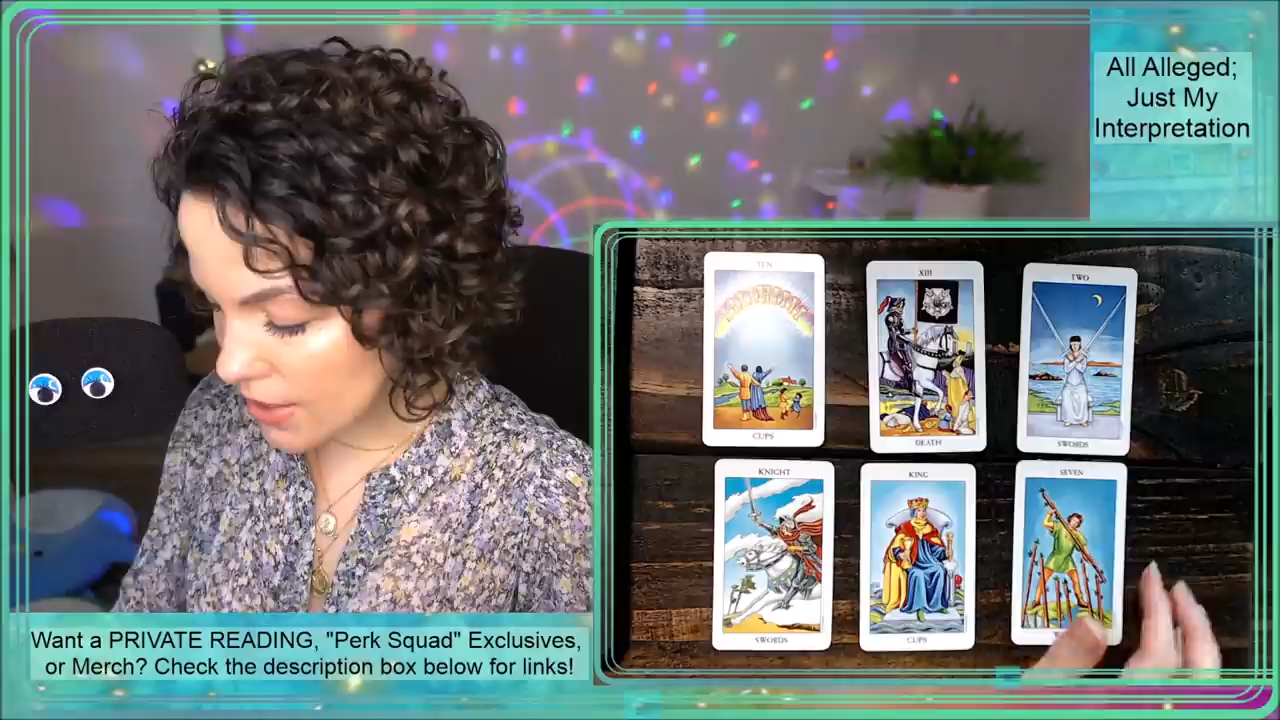 All Alleged;
Just My
Interpretation
TEN
CUPS
XIII
DEATH
TWO
SWORDS
KNIGHT
SWORDS
KING
CUPS
SEVEN
Want a PRIVATE READING, "Perk Squad" Exclusives,
or Merch? Check the description box below for links!